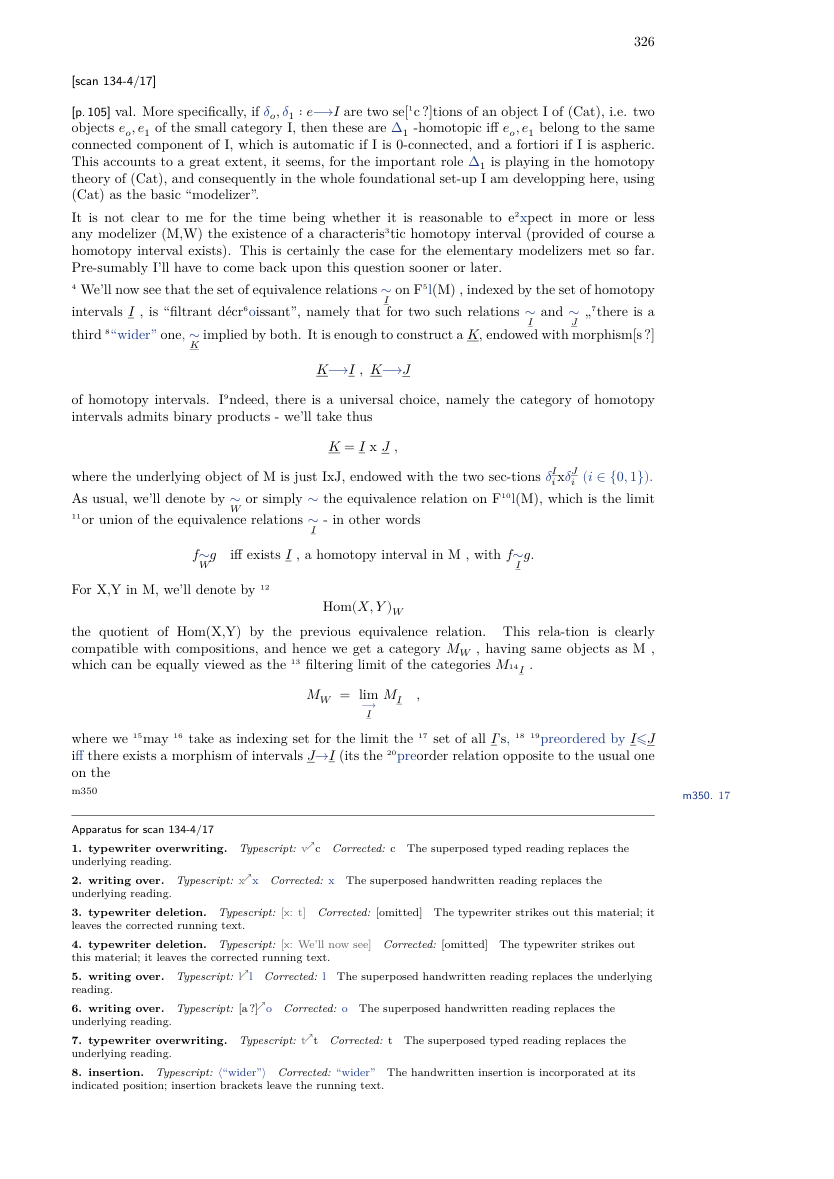 326
[scan 134-4/17]
[p. 105] val. More specifically, if δₒ, δ₁ : e⟶I are two se[¹c ?]tions of an object I of (Cat), i.e. two
objects eₒ, e₁ of the small category I, then these are Δ₁ -homotopic iff eₒ, e₁ belong to the same
connected component of I, which is automatic if I is 0-connected, and a fortiori if I is aspheric.
This accounts to a great extent, it seems, for the important role Δ₁ is playing in the homotopy
theory of (Cat), and consequently in the whole foundational set-up I am developping here, using
(Cat) as the basic “modelizer”.
It is not clear to me for the time being whether it is reasonable to e²xpect in more or less
any modelizer (M,W) the existence of a characteris³tic homotopy interval (provided of course a
homotopy interval exists). This is certainly the case for the elementary modelizers met so far.
Pre-sumably I’ll have to come back upon this question sooner or later.
⁴ We’ll now see that the set of equivalence relations ∼_I on F⁵l(M) , indexed by the set of homotopy
intervals I , is “filtrant décr⁶oissant”, namely that for two such relations ∼_I and ∼_J „⁷there is a
third ⁸“wider” one, ∼_K implied by both. It is enough to construct a K, endowed with morphism[s ?]
K⟶I , K⟶J
of homotopy intervals. I⁹ndeed, there is a universal choice, namely the category of homotopy
intervals admits binary products - we’ll take thus
K = I x J ,
where the underlying object of M is just IxJ, endowed with the two sec-tions δᵢᴵxδᵢᴶ (i ∈ {0, 1}).
As usual, we’ll denote by ∼_W or simply ∼ the equivalence relation on F¹⁰l(M), which is the limit
¹¹or union of the equivalence relations ∼_I - in other words
f∼_W g iff exists I , a homotopy interval in M , with f∼_I g.
For X,Y in M, we’ll denote by ¹²
Hom(X, Y)_W
the quotient of Hom(X,Y) by the previous equivalence relation. This rela-tion is clearly
compatible with compositions, and hence we get a category M_W , having same objects as M ,
which can be equally viewed as the ¹³ filtering limit of the categories M¹⁴_I .
M_W = lim→_I M_I ,
where we ¹⁵may ¹⁶ take as indexing set for the limit the ¹⁷ set of all I’s, ¹⁸ ¹⁹preordered by I⩽J
iff there exists a morphism of intervals J→I (its the ²⁰preorder relation opposite to the usual one
on the
m350
m350. 17
Apparatus for scan 134-4/17
1. typewriter overwriting. Typescript: v↗c Corrected: c The superposed typed reading replaces the
underlying reading.
2. writing over. Typescript: x↗x Corrected: x The superposed handwritten reading replaces the
underlying reading.
3. typewriter deletion. Typescript: [x: t] Corrected: [omitted] The typewriter strikes out this material; it
leaves the corrected running text.
4. typewriter deletion. Typescript: [x: We’ll now see] Corrected: [omitted] The typewriter strikes out
this material; it leaves the corrected running text.
5. writing over. Typescript: l↗l Corrected: l The superposed handwritten reading replaces the underlying
reading.
6. writing over. Typescript: [a ?]↗o Corrected: o The superposed handwritten reading replaces the
underlying reading.
7. typewriter overwriting. Typescript: t↗t Corrected: t The superposed typed reading replaces the
underlying reading.
8. insertion. Typescript: ⟨“wider”⟩ Corrected: “wider” The handwritten insertion is incorporated at its
indicated position; insertion brackets leave the running text.